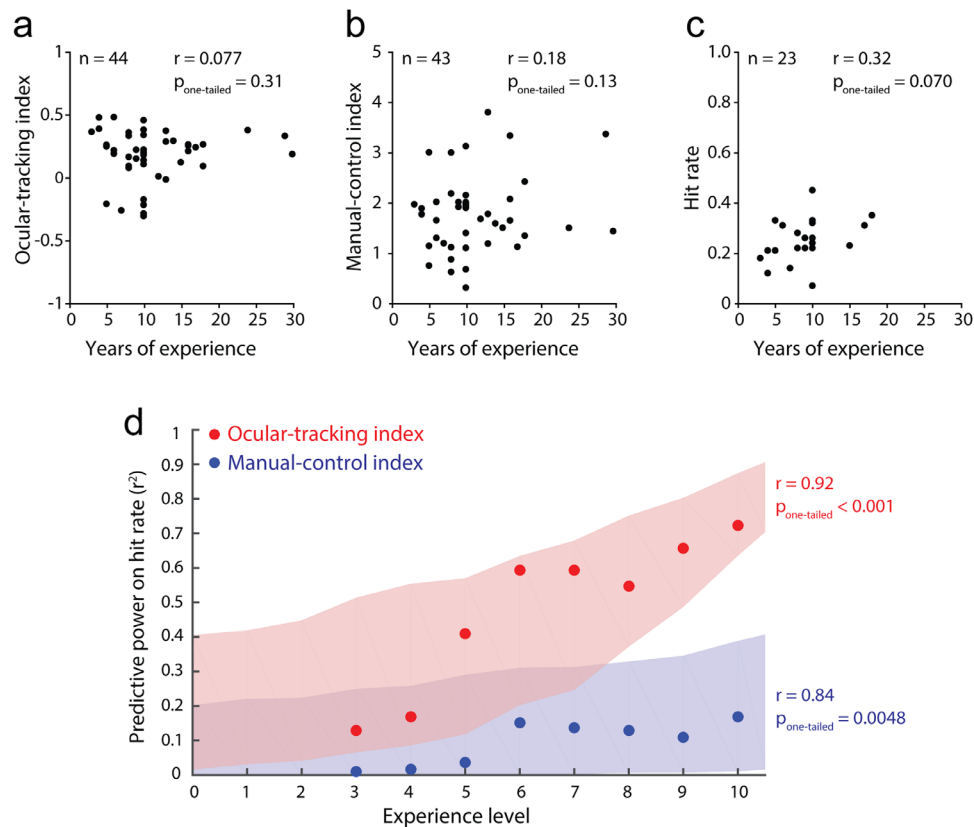 a
n = 44
r = 0.077
p one-tailed = 0.31
Ocular-tracking index
1
0.5
0
-0.5
-1
0 5 10 15 20 25 30
Years of experience
b
n = 43
r = 0.18
p one-tailed = 0.13
Manual-control index
5
4
3
2
1
0
0 5 10 15 20 25 30
Years of experience
c
n = 23
r = 0.32
p one-tailed = 0.070
Hit rate
1.0
0.8
0.6
0.4
0.2
0
0 5 10 15 20 25 30
Years of experience
d
Ocular-tracking index
Manual-control index
Predictive power on hit rate (r²)
1
0.9
0.8
0.7
0.6
0.5
0.4
0.3
0.2
0.1
0
0 1 2 3 4 5 6 7 8 9 10
Experience level
r = 0.92
p one-tailed < 0.001
r = 0.84
p one-tailed = 0.0048